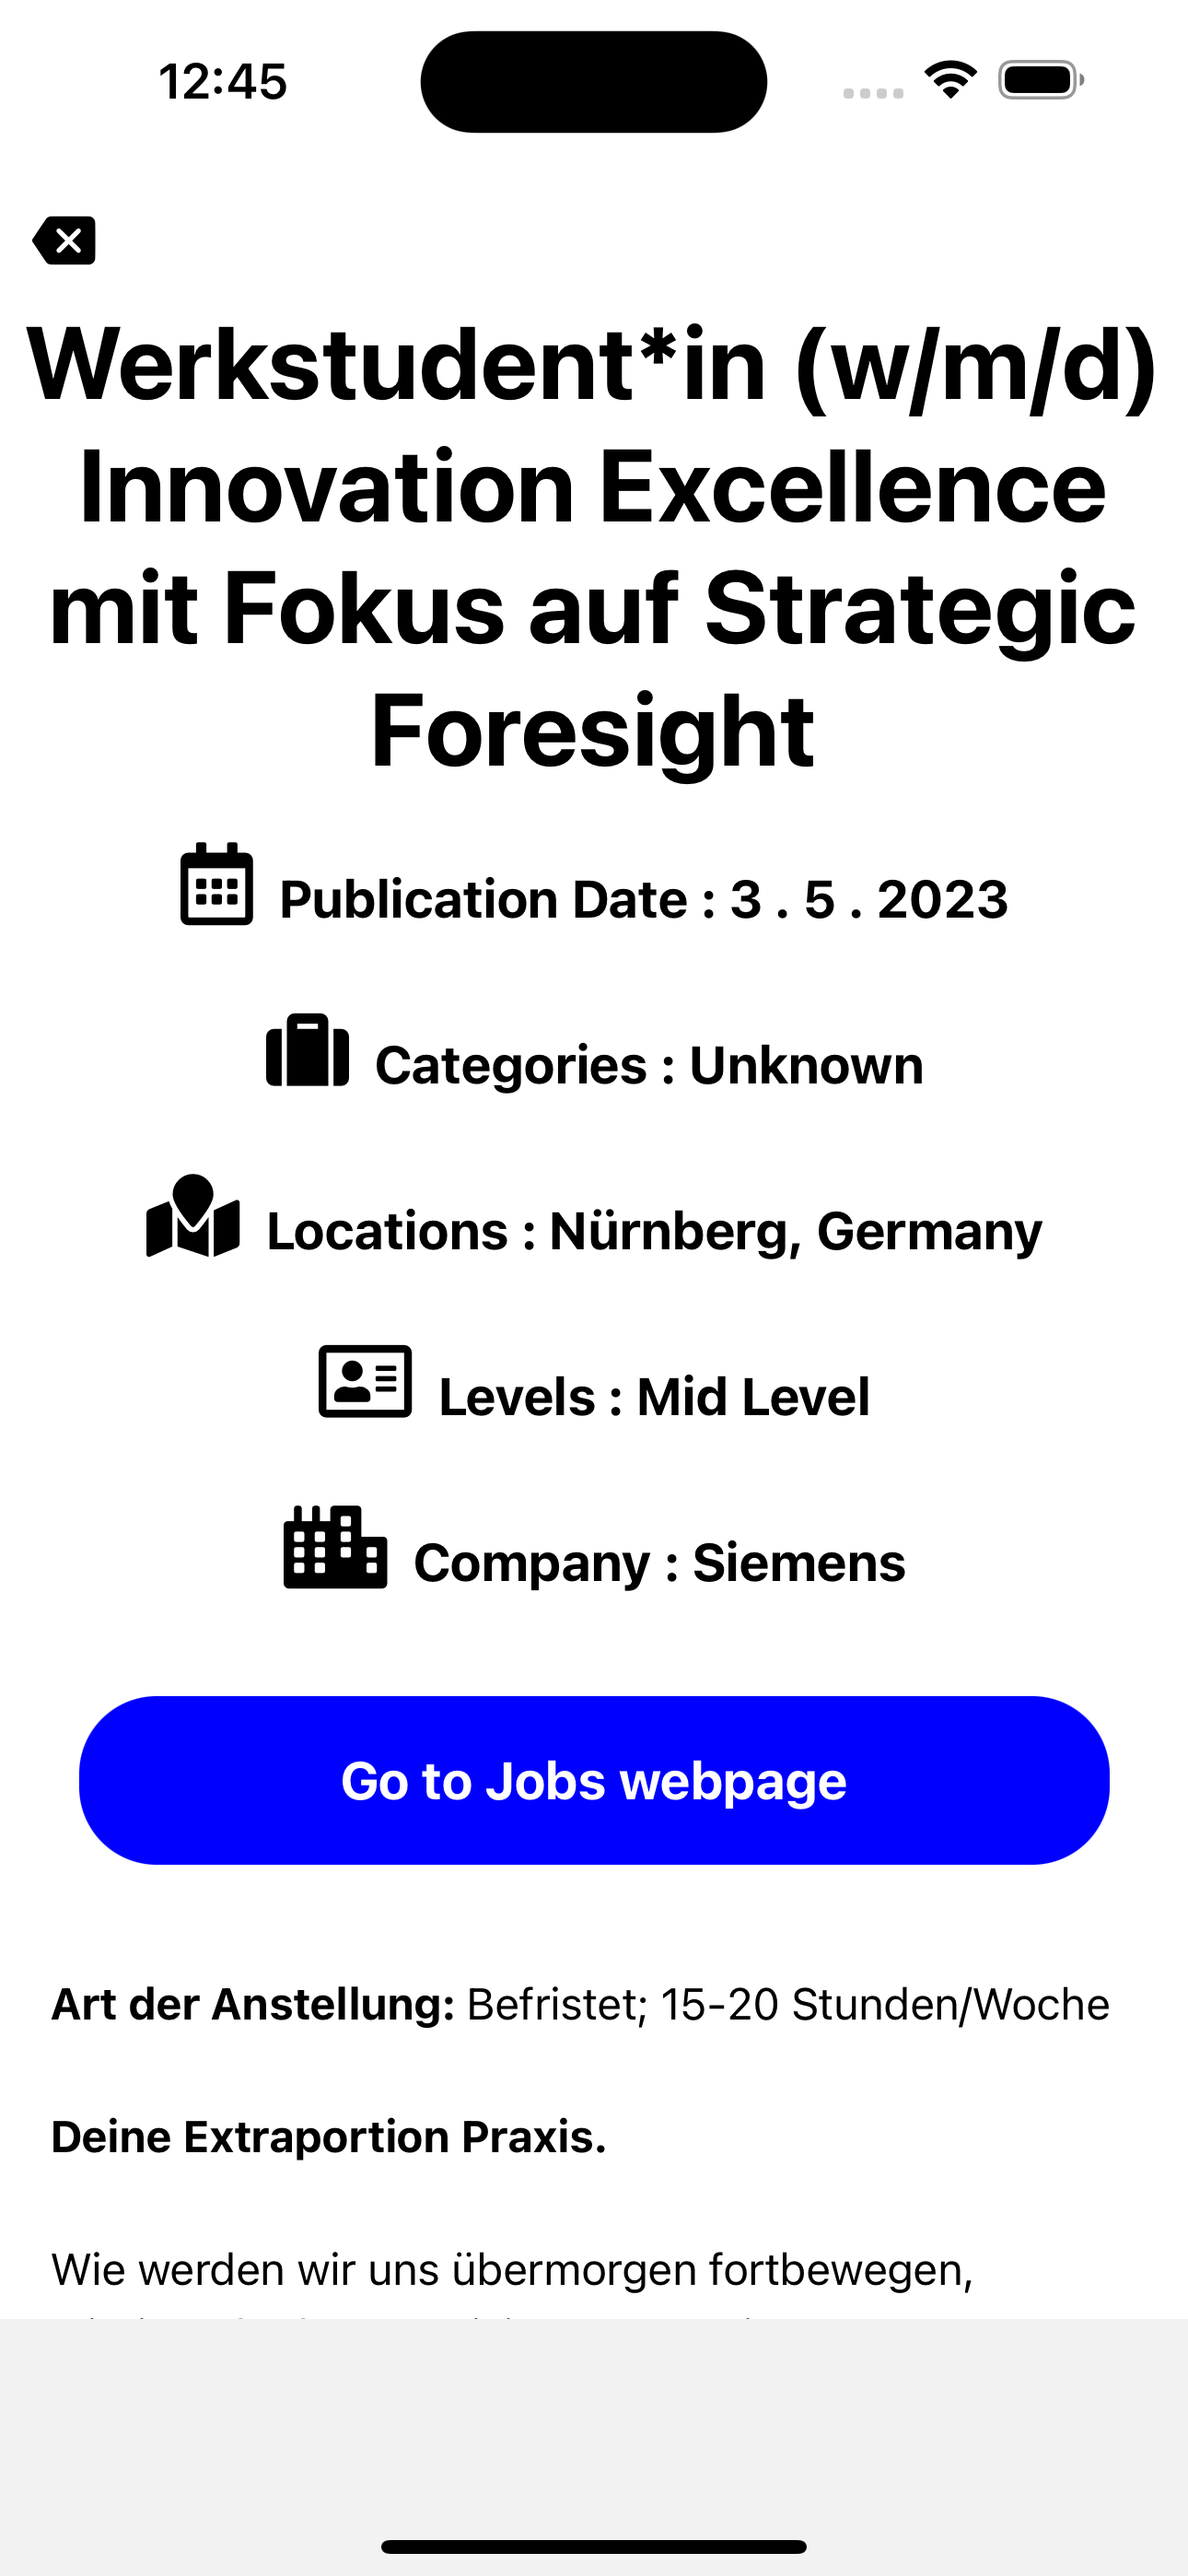 12:45
Werkstudent*in (w/m/d)
Innovation Excellence
mit Fokus auf Strategic
Foresight
Publication Date : 3 . 5 . 2023
Categories : Unknown
Locations : Nürnberg, Germany
Levels : Mid Level
Company : Siemens
Go to Jobs webpage
Art der Anstellung: Befristet; 15-20 Stunden/Woche
Deine Extraportion Praxis.
Wie werden wir uns übermorgen fortbewegen,